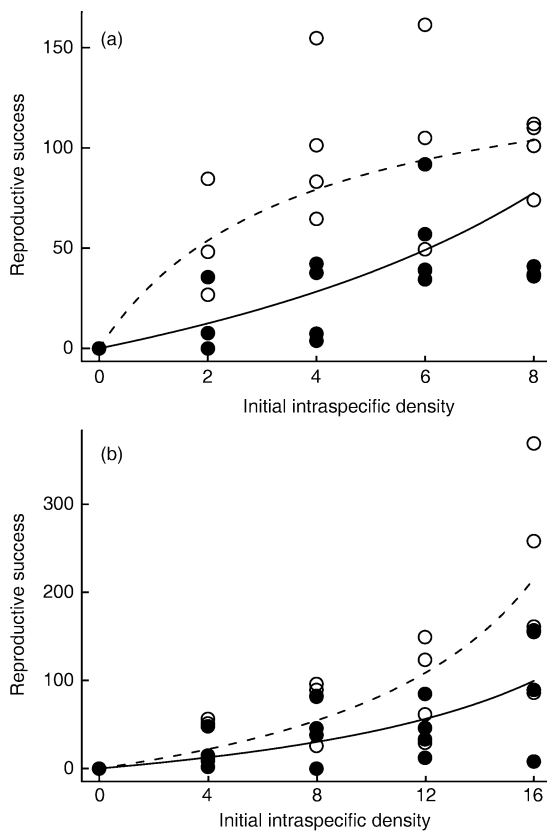 (a)
150
100
50
0
Reproductive success
0 2 4 6 8
Initial intraspecific density
(b)
300
200
100
0
Reproductive success
0 4 8 12 16
Initial intraspecific density